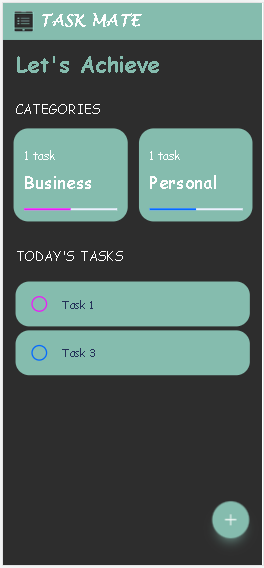 TASK MATE
Let's Achieve
CATEGORIES
1 task
Business
1 task
Personal
TODAY'S TASKS
Task 1
Task 3
+